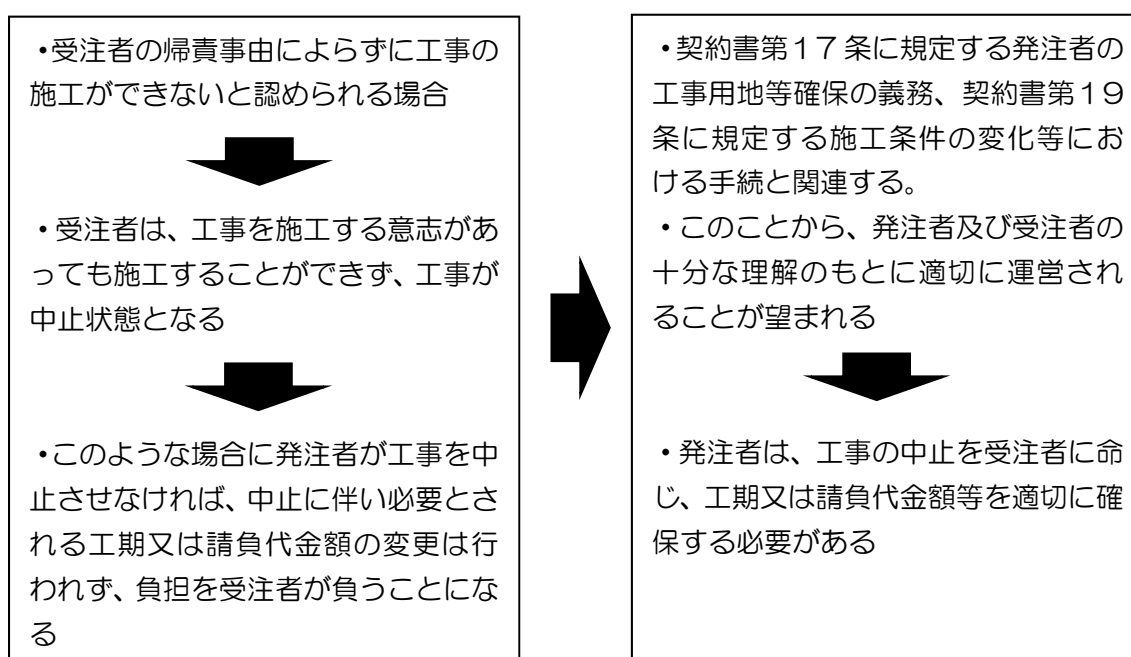 ・受注者の帰責事由によらずに工事の
施工ができないと認められる場合
・受注者は、工事を施工する意志があ
っても施工することができず、工事が
中止状態となる
・このような場合に発注者が工事を中
止させなければ、中止に伴い必要とさ
れる工期又は請負代金額の変更は行
われず、負担を受注者が負うことにな
る
・契約書第１７条に規定する発注者の
工事用地等確保の義務、契約書第１９
条に規定する施工条件の変化等にお
ける手続と関連する。
・このことから、発注者及び受注者の
十分な理解のもとに適切に運営され
ることが望まれる
・発注者は、工事の中止を受注者に命
じ、工期又は請負代金額等を適切に確
保する必要がある